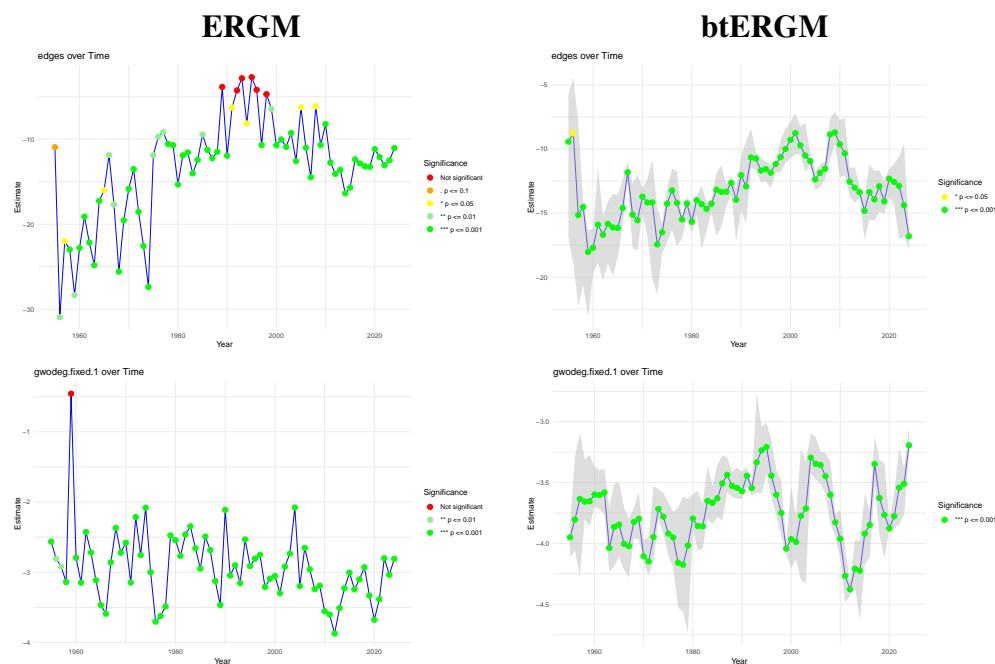 ERGM
btERGM
edges over Time
Estimate
−10
−20
−30
1960
1980
2000
2020
Year
Significance
Not significant
. p <= 0.1
* p <= 0.05
** p <= 0.01
*** p <= 0.001
edges over Time
Estimate
−5
−10
−15
−20
1960
1980
2000
2020
Year
Significance
* p <= 0.05
*** p <= 0.001
gwodeg.fixed.1 over Time
Estimate
−1
−2
−3
−4
1960
1980
2000
2020
Year
Significance
Not significant
** p <= 0.01
*** p <= 0.001
gwodeg.fixed.1 over Time
Estimate
−3.0
−3.5
−4.0
−4.5
1960
1980
2000
2020
Year
Significance
*** p <= 0.001